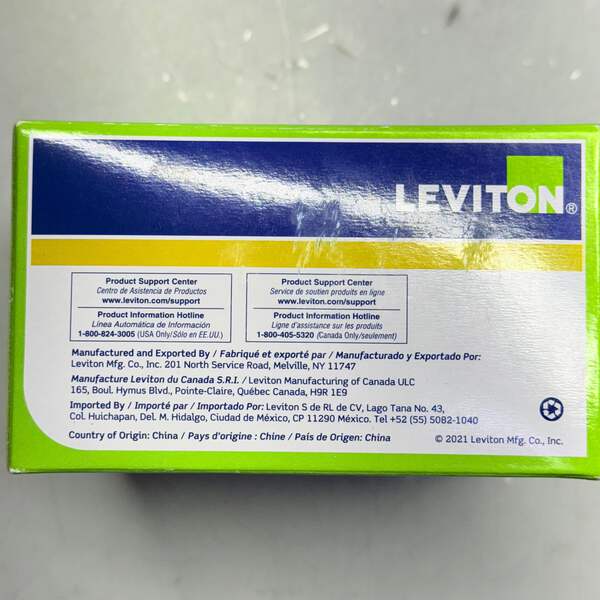 LEVITON®
Product Support Center
Centro de Asistencia de Productos
www.leviton.com/support
Product Information Hotline
Línea Automática de Información
1-800-824-3005 (USA Only/Sólo en EE.UU.)
Product Support Center
Service de soutien produits en ligne
www.leviton.com/support
Product Information Hotline
Ligne d'assistance sur les produits
1-800-405-5320 (Canada Only/seulement)
Manufactured and Exported By / Fabriqué et exporté par / Manufacturado y Exportado Por:
Leviton Mfg. Co., Inc. 201 North Service Road, Melville, NY 11747
Manufacture Leviton du Canada S.R.I. / Leviton Manufacturing of Canada ULC
165, Boul. Hymus Blvd., Pointe-Claire, Québec Canada, H9R 1E9
Imported By / Importé par / Importado Por: Leviton S de RL de CV, Lago Tana No. 43,
Col. Huichapan, Del. M. Hidalgo, Ciudad de México, CP 11290 México. Tel +52 (55) 5082-1040
Country of Origin: China / Pays d'origine : Chine / País de Origen: China
© 2021 Leviton Mfg. Co., Inc.